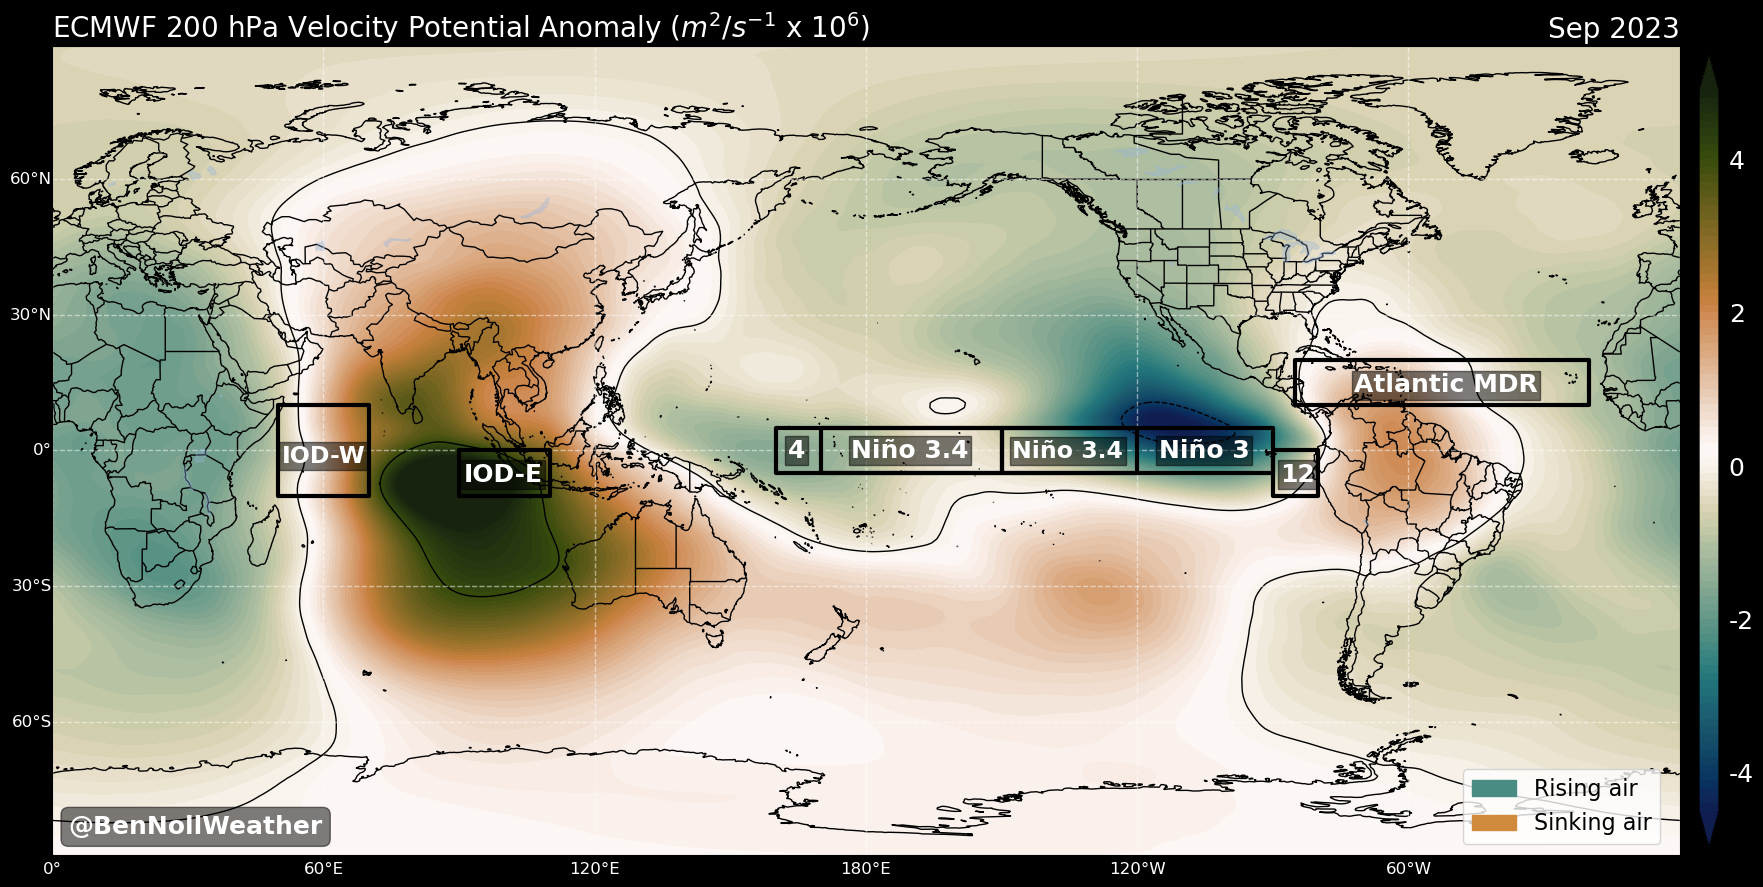 ECMWF 200 hPa Velocity Potential Anomaly (m²/s⁻¹ x 10⁶)
Sep 2023
60°N
30°N
0°
30°S
60°S
IOD-W
IOD-E
4
Niño 3.4
Niño 3.4
Niño 3
12
Atlantic MDR
4
2
0
-2
-4
Rising air
Sinking air
@BenNollWeather
0°
60°E
120°E
180°E
120°W
60°W